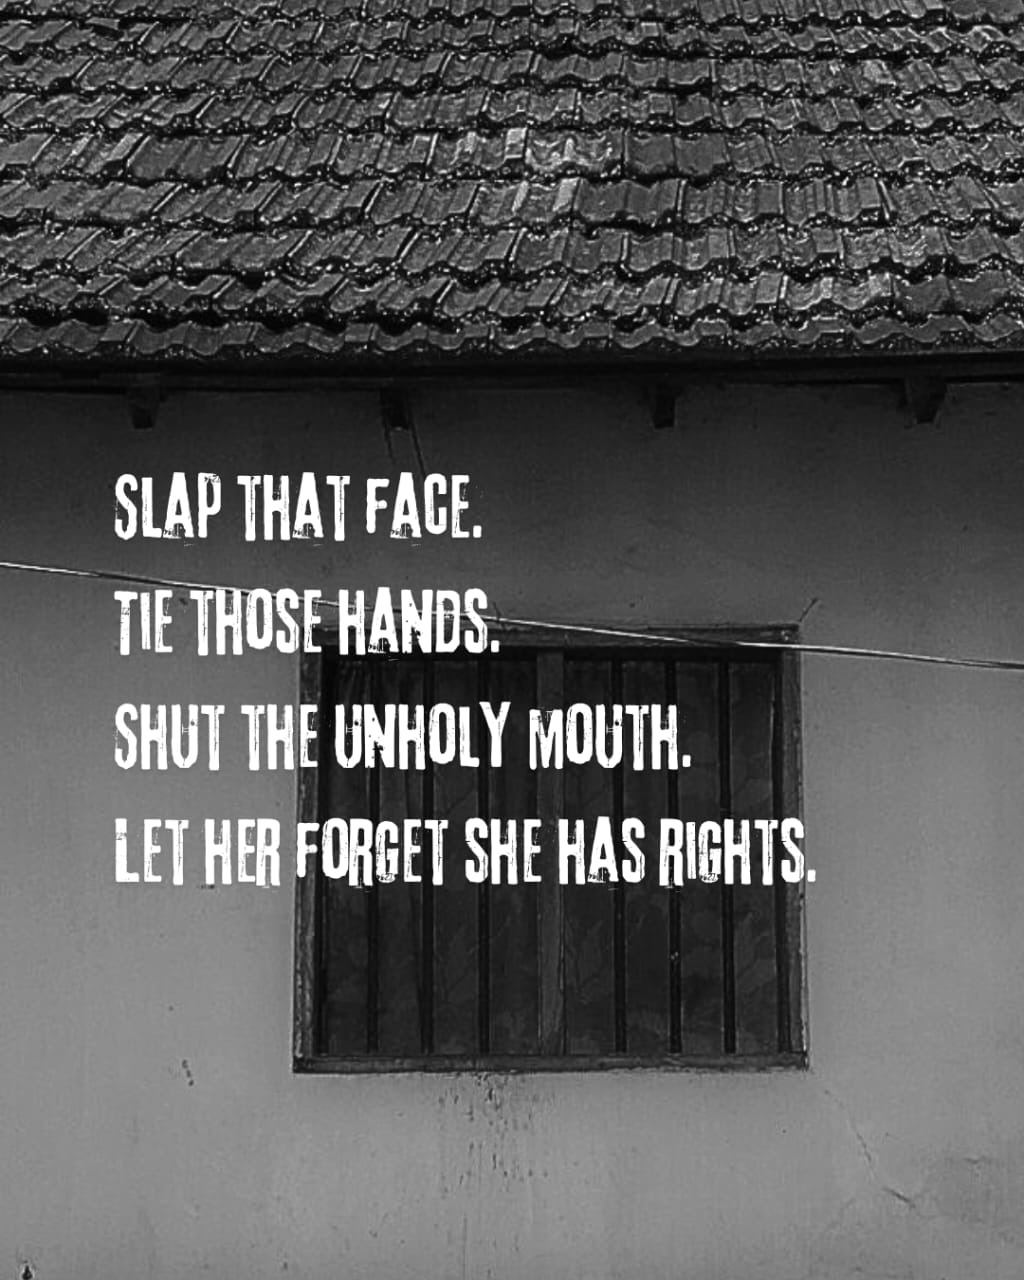 SLAP THAT FACE.
TIE THOSE HANDS.
SHUT THE UNHOLY MOUTH.
LET HER FORGET SHE HAS RIGHTS.